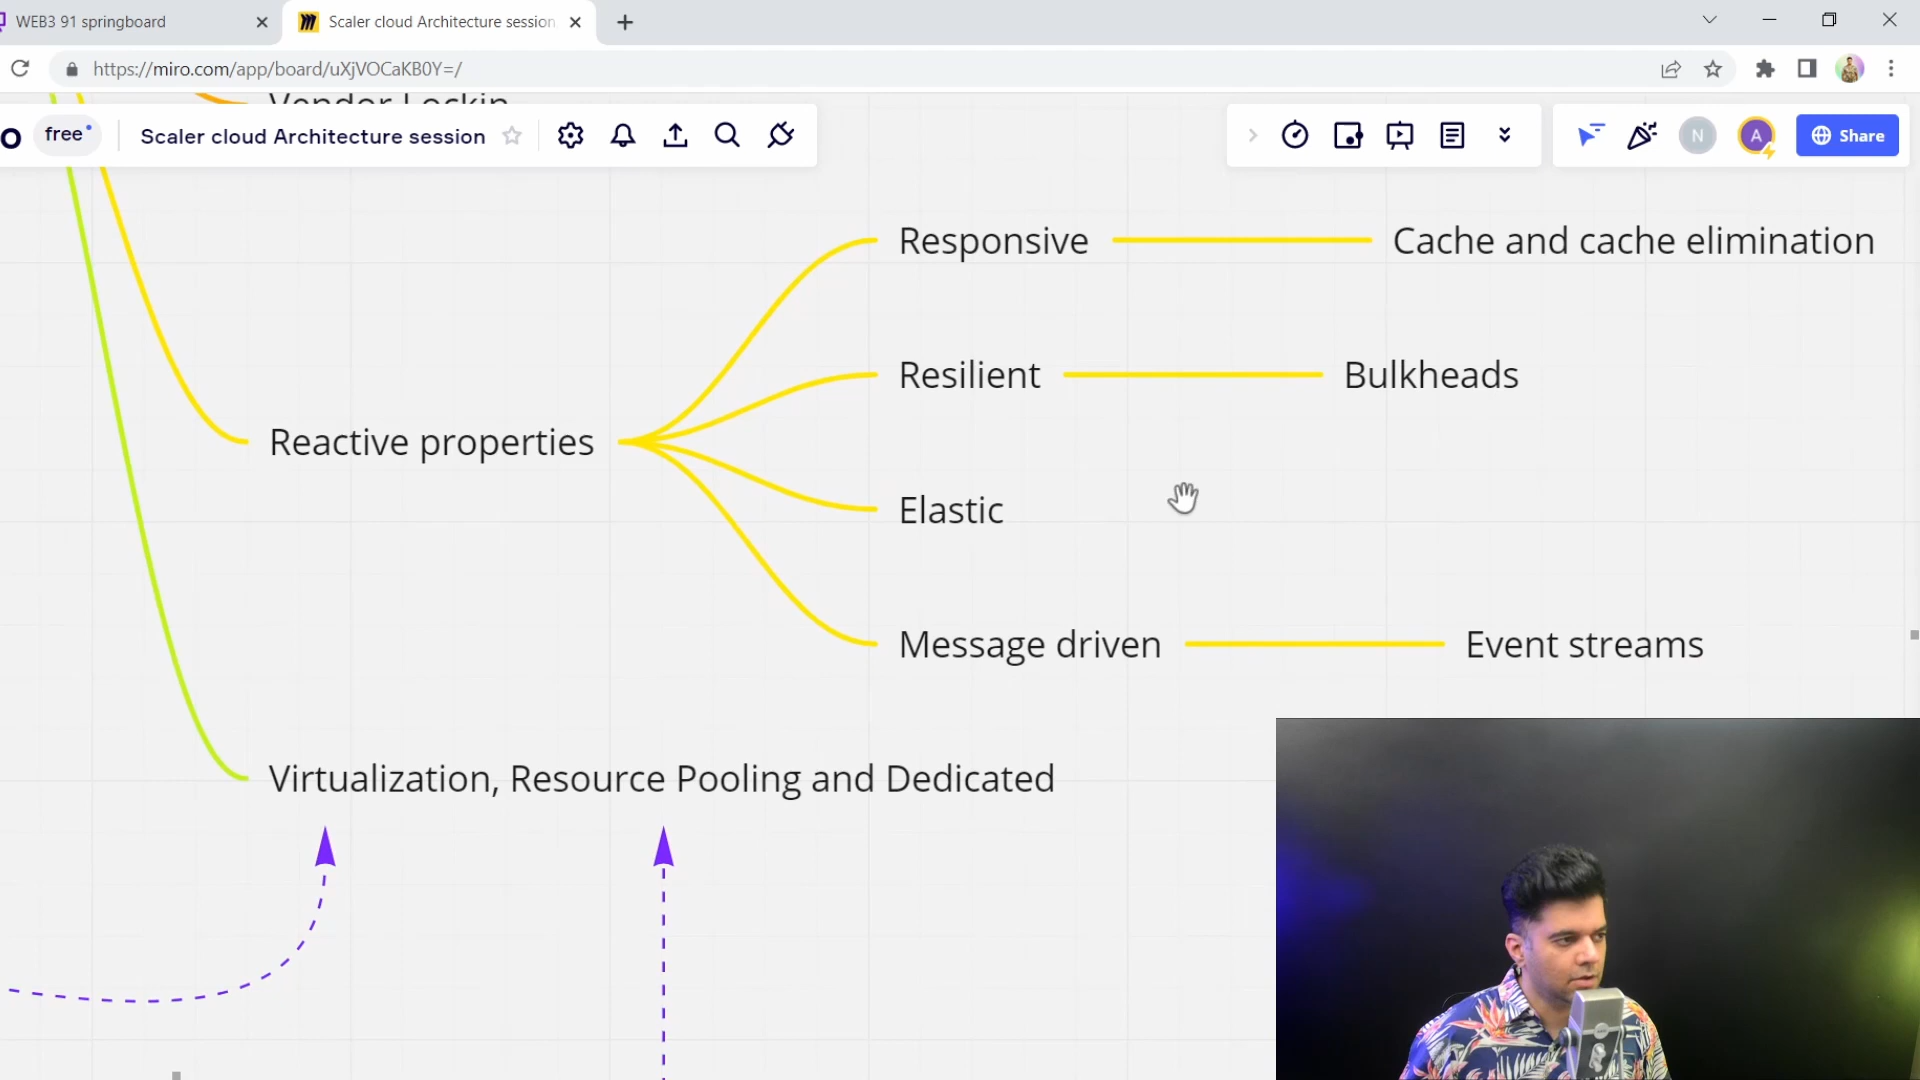 WEB3 91 springboard
Scaler cloud Architecture session
https://miro.com/app/board/uXjVOCaKB0Y=/
Vendor Lockin
o free Scaler cloud Architecture session
N A Share
Responsive Cache and cache elimination
Resilient Bulkheads
Reactive properties
Elastic
Message driven Event streams
Virtualization, Resource Pooling and Dedicated